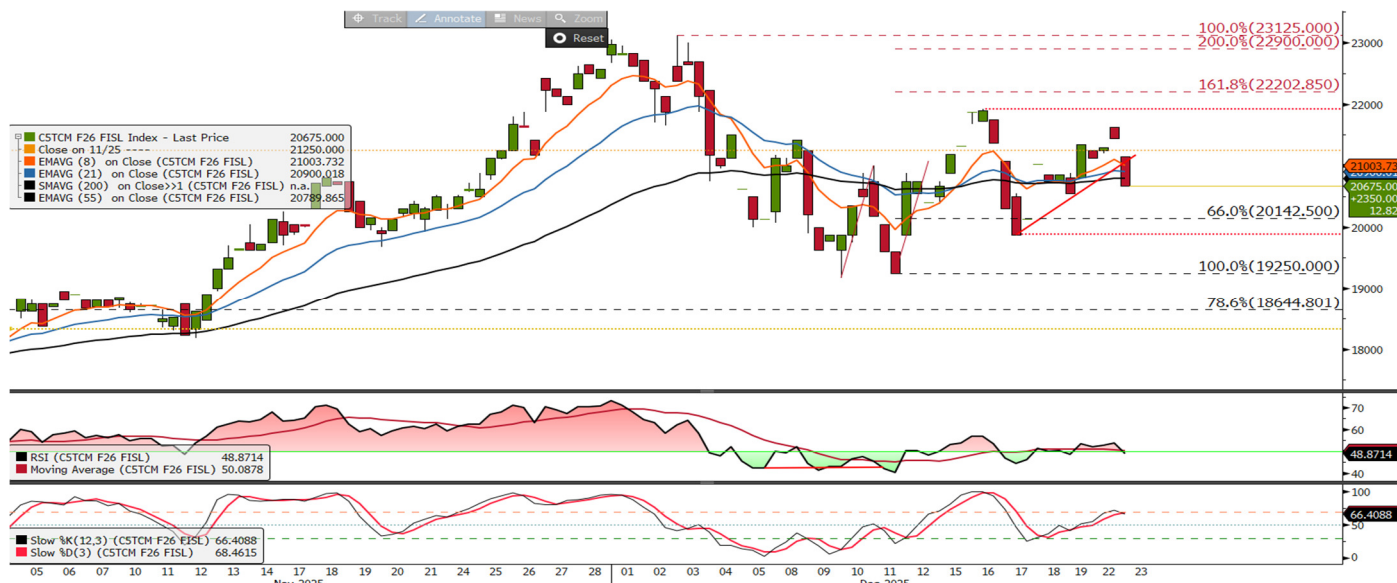 Track Annotate News Zoom
Reset
100.0%(23125.000)
200.0%(22900.000)
161.8%(22202.850)
66.0%(20142.500)
100.0%(19250.000)
78.6%(18644.801)
C5TCM F26 FISL Index - Last Price 20675.000
Close on 11/25 ---- 21250.000
EMAVG (8) on Close (C5TCM F26 FISL) 21003.732
EMAVG (21) on Close (C5TCM F26 FISL) 20900.018
SMAVG (200) on Close>>1 (C5TCM F26 FISL) n.a.
EMAVG (55) on Close (C5TCM F26 FISL) 20789.865
23000
22000
21003.73
20675.00
+2350.00
12.82
20000
19000
18000
RSI (C5TCM F26 FISL) 48.8714
Moving Average (C5TCM F26 FISL) 50.0878
70
60
48.8714
40
Slow %K(12,3) (C5TCM F26 FISL) 66.4088
Slow %D(3) (C5TCM F26 FISL) 68.4615
100
66.4088
50
0
05 06 07 10 11 12 13 14 17 18 19 20 21 24 25 26 27 28 01 02 03 04 05 08 09 10 11 12 15 16 17 18 19 22 23